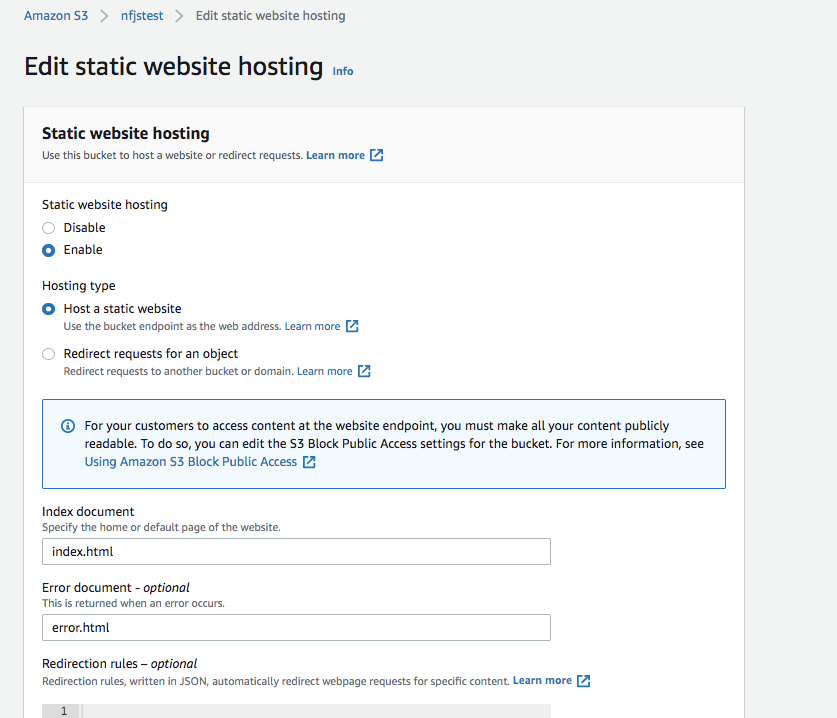 Amazon S3 > nfjstest > Edit static website hosting
Edit static website hosting Info
Static website hosting
Use this bucket to host a website or redirect requests. Learn more
Static website hosting
Disable
Enable
Hosting type
Host a static website
Use the bucket endpoint as the web address. Learn more
Redirect requests for an object
Redirect requests to another bucket or domain. Learn more
For your customers to access content at the website endpoint, you must make all your content publicly
readable. To do so, you can edit the S3 Block Public Access settings for the bucket. For more information, see
Using Amazon S3 Block Public Access
Index document
Specify the home or default page of the website.
index.html
Error document - optional
This is returned when an error occurs.
error.html
Redirection rules – optional
Redirection rules, written in JSON, automatically redirect webpage requests for specific content. Learn more
1